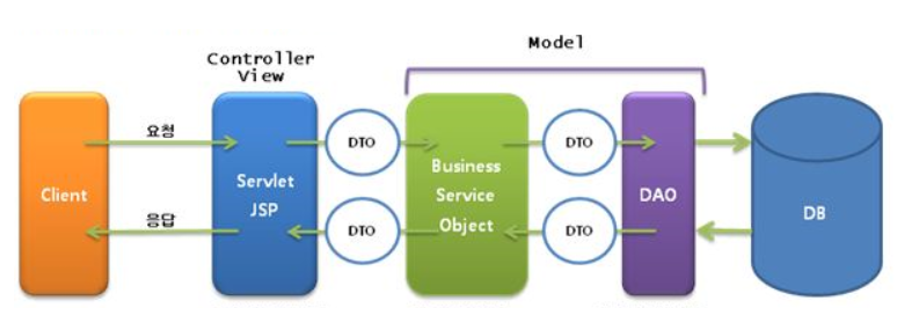 Model
Controller
View
요청
DTO
DTO
Client
Servlet
JSP
Business
Service
Object
DAO
DB
응답
DTO
DTO